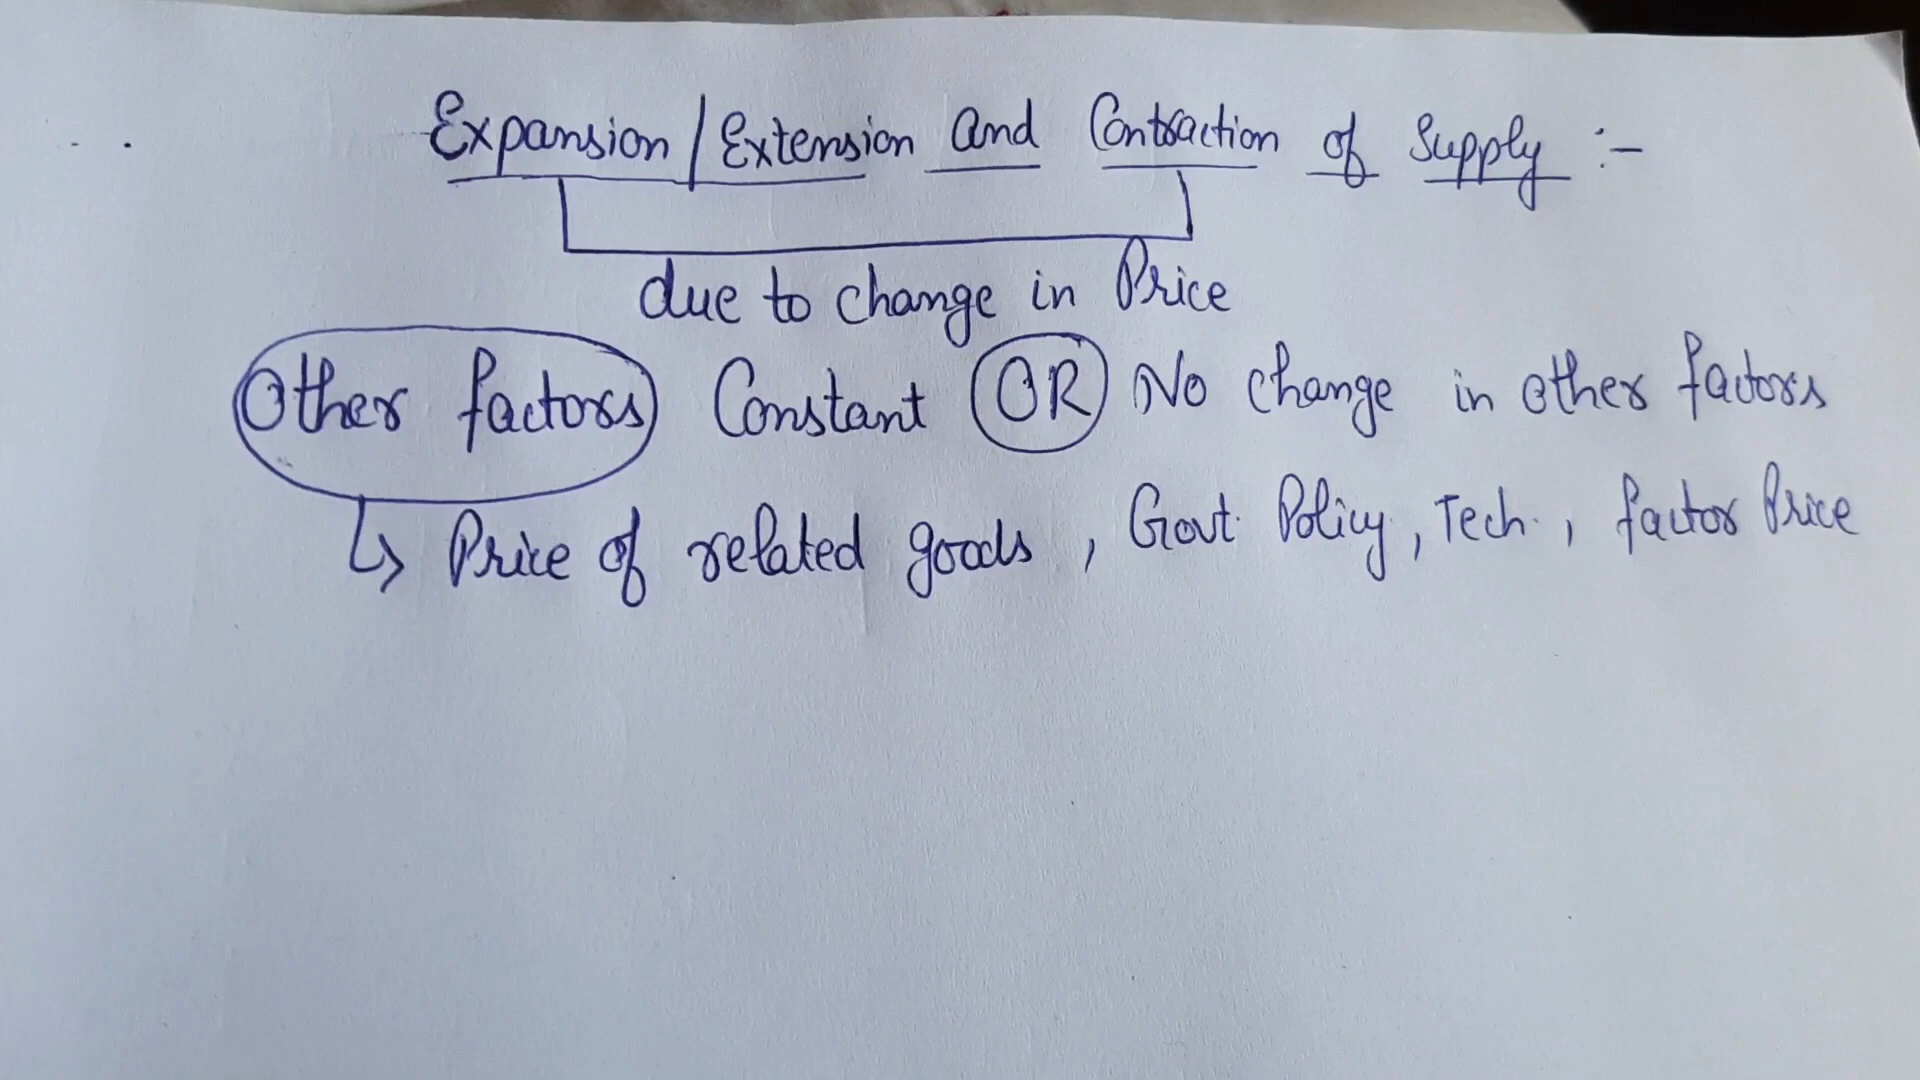 Expansion/Extension and Contraction of Supply :-
due to change in Price
Other factors Constant OR No change in other factors
↳ Price of related goods, Govt. Policy, Tech., factor Price